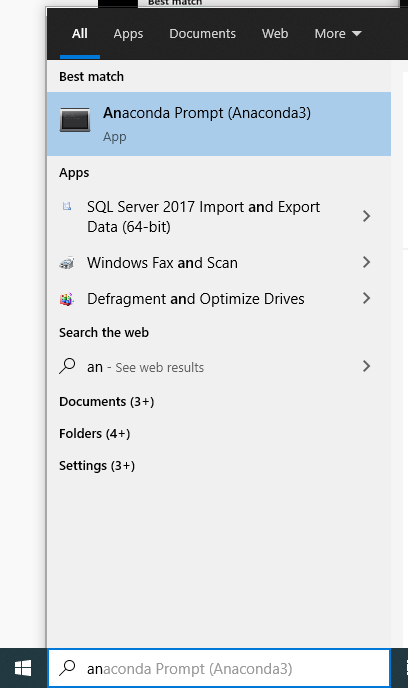 Best match
All Apps Documents Web More
Best match
Anaconda Prompt (Anaconda3)
App
Apps
SQL Server 2017 Import and Export
Data (64-bit)
Windows Fax and Scan
Defragment and Optimize Drives
Search the web
an - See web results
Documents (3+)
Folders (4+)
Settings (3+)
anaconda Prompt (Anaconda3)